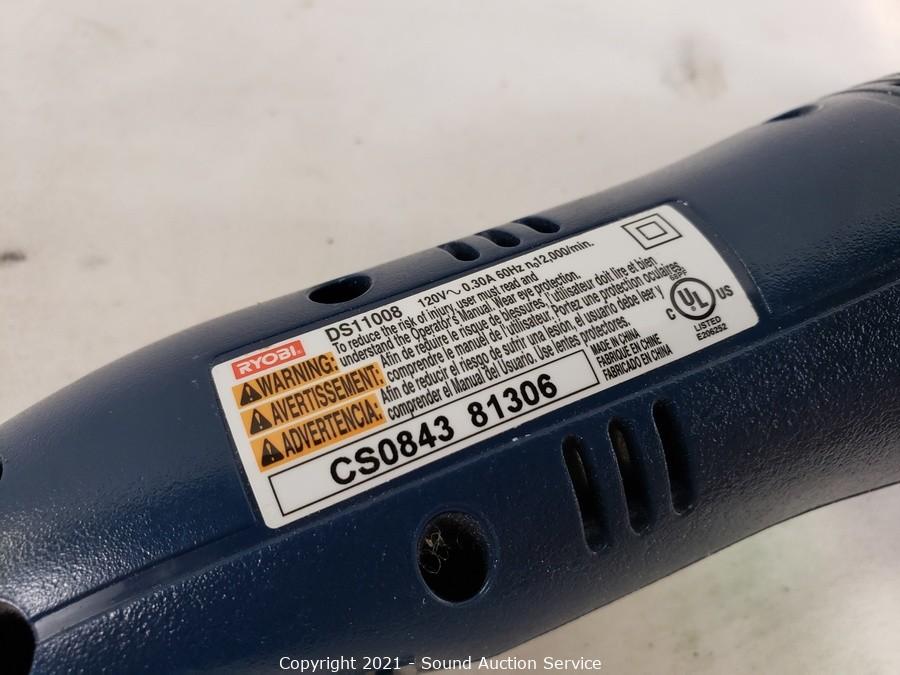 RYOBI
DS11008 120V~ 0.30A 60Hz n₀12,000/min.
WARNING: To reduce the risk of injury, user must read and
understand the Operator's Manual. Wear eye protection.
AVERTISSEMENT: Afin de réduire le risque de blessures, l'utilisateur doit lire et bien
comprendre le manuel de l'utilisateur. Portez une protection oculaires
ADVERTENCIA: Afin de reducir el riesgo de sufrir una lesión, el usuario debe leer y
comprender el Manual Del Usuario. Use lentes protectores.
CS0843 81306
MADE IN CHINA
FABRIQUE EN CHINE
FABRICADO EN CHINA
C UL US
LISTED
E206252
Copyright 2021 - Sound Auction Service